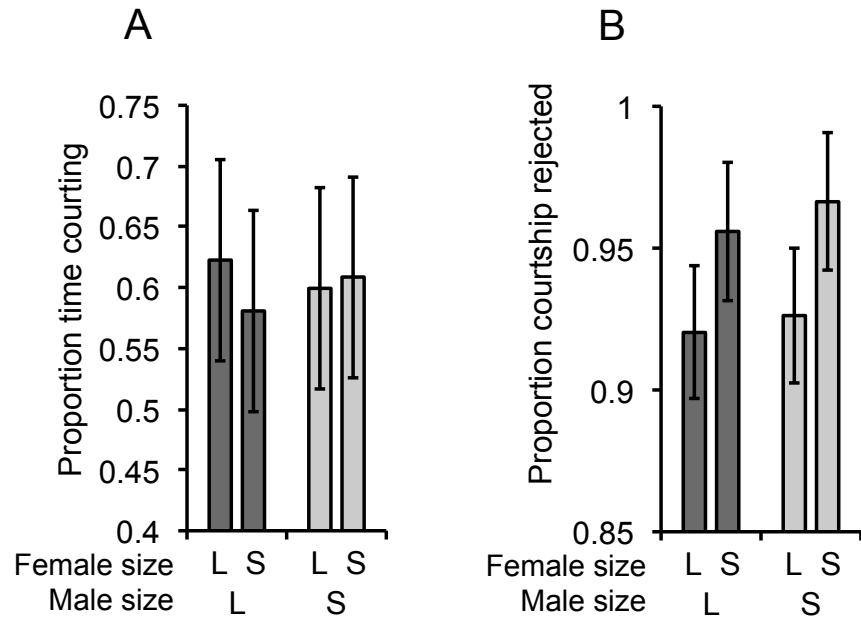 A
Proportion time courting
0.75
0.7
0.65
0.6
0.55
0.5
0.45
0.4
Female size L S L S
Male size L S
B
Proportion courtship rejected
1
0.95
0.9
0.85
Female size L S L S
Male size L S